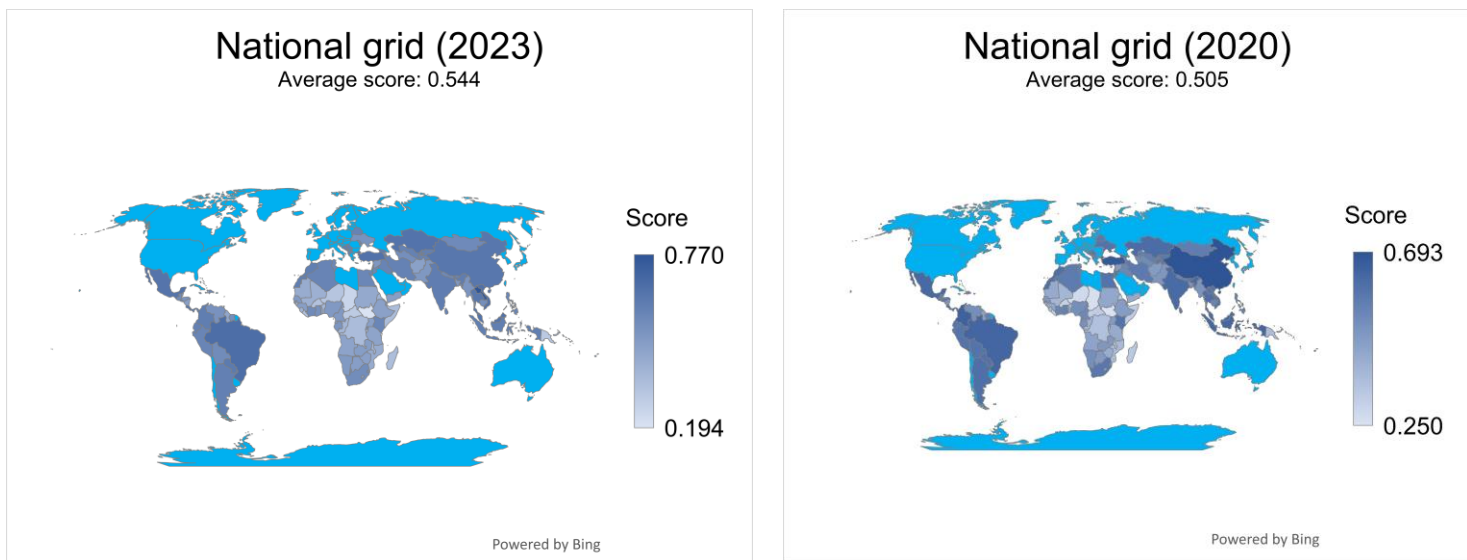 National grid (2023)
Average score: 0.544
Score
0.770
0.194
Powered by Bing
National grid (2020)
Average score: 0.505
Score
0.693
0.250
Powered by Bing